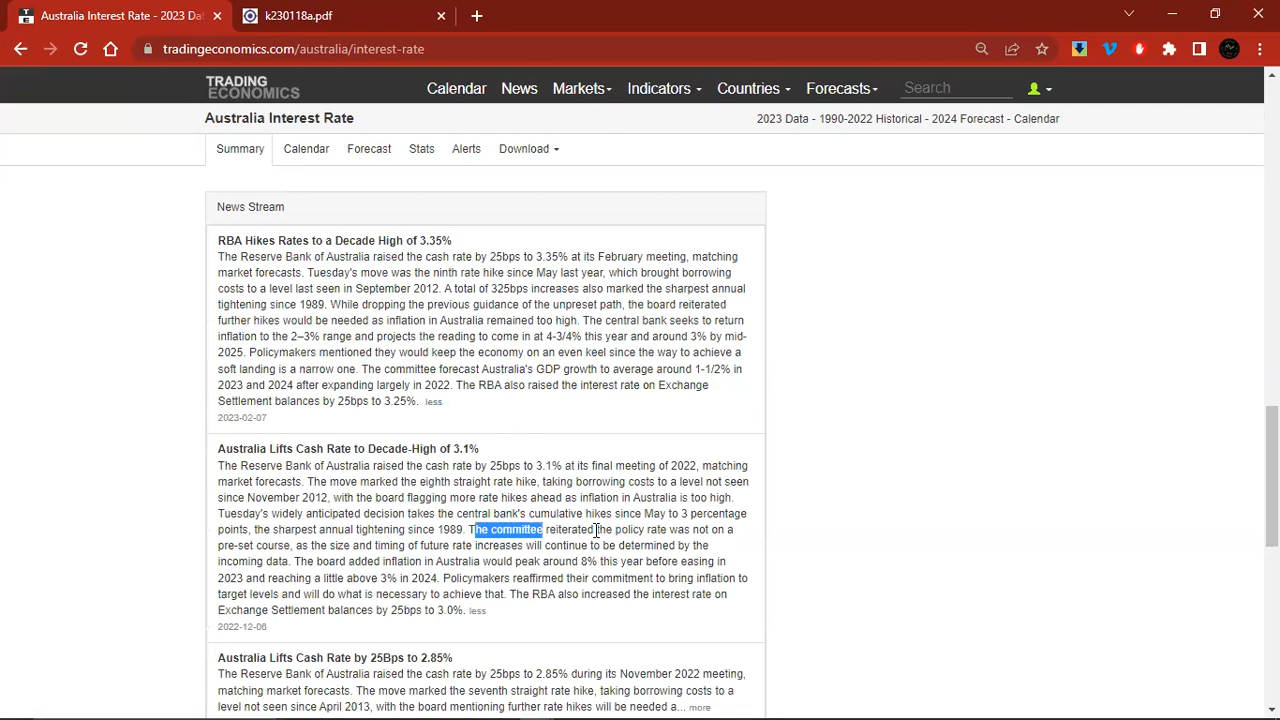 Australia Interest Rate - 2023 Dat
k230118a.pdf
tradingeconomics.com/australia/interest-rate
TRADING
ECONOMICS
Calendar
News
Markets
Indicators
Countries
Forecasts
Search
Australia Interest Rate
2023 Data - 1990-2022 Historical - 2024 Forecast - Calendar
Summary
Calendar
Forecast
Stats
Alerts
Download
News Stream
RBA Hikes Rates to a Decade High of 3.35%
The Reserve Bank of Australia raised the cash rate by 25bps to 3.35% at its February meeting, matching
market forecasts. Tuesday's move was the ninth rate hike since May last year, which brought borrowing
costs to a level last seen in September 2012. A total of 325bps increases also marked the sharpest annual
tightening since 1989. While dropping the previous guidance of the unpreset path, the board reiterated
further hikes would be needed as inflation in Australia remained too high. The central bank seeks to return
inflation to the 2–3% range and projects the reading to come in at 4-3/4% this year and around 3% by mid-
2025. Policymakers mentioned they would keep the economy on an even keel since the way to achieve a
soft landing is a narrow one. The committee forecast Australia's GDP growth to average around 1-1/2% in
2023 and 2024 after expanding largely in 2022. The RBA also raised the interest rate on Exchange
Settlement balances by 25bps to 3.25%. less
2023-02-07
Australia Lifts Cash Rate to Decade-High of 3.1%
The Reserve Bank of Australia raised the cash rate by 25bps to 3.1% at its final meeting of 2022, matching
market forecasts. The move marked the eighth straight rate hike, taking borrowing costs to a level not seen
since November 2012, with the board flagging more rate hikes ahead as inflation in Australia is too high.
Tuesday's widely anticipated decision takes the central bank's cumulative hikes since May to 3 percentage
points, the sharpest annual tightening since 1989. The committee reiterated the policy rate was not on a
pre-set course, as the size and timing of future rate increases will continue to be determined by the
incoming data. The board added inflation in Australia would peak around 8% this year before easing in
2023 and reaching a little above 3% in 2024. Policymakers reaffirmed their commitment to bring inflation to
target levels and will do what is necessary to achieve that. The RBA also increased the interest rate on
Exchange Settlement balances by 25bps to 3.0%. less
2022-12-06
Australia Lifts Cash Rate by 25Bps to 2.85%
The Reserve Bank of Australia raised the cash rate by 25bps to 2.85% during its November 2022 meeting,
matching market forecasts. The move marked the seventh straight rate hike, taking borrowing costs to a
level not seen since April 2013, with the board mentioning further rate hikes will be needed a... more